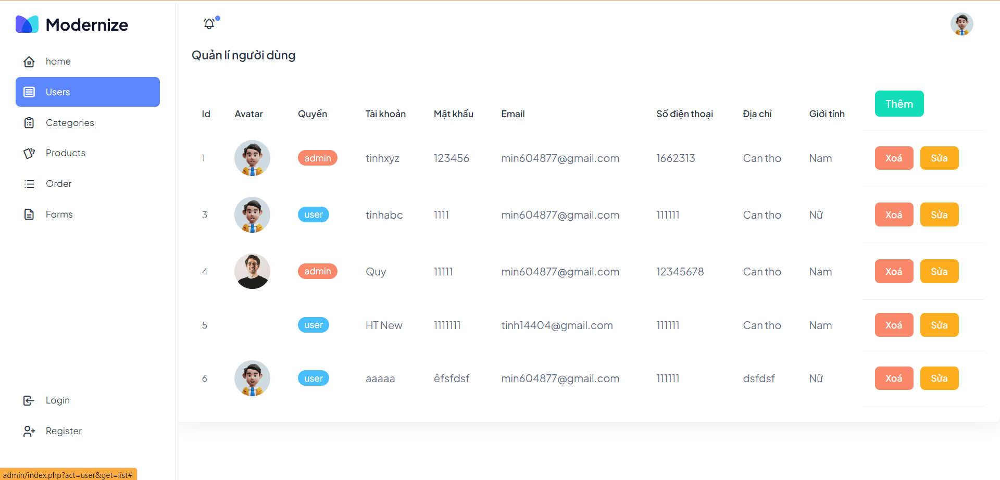 Modernize
home
Users
Categories
Products
Order
Forms
Login
Register
Quản lí người dùng
Id Avatar Quyền Tài khoản Mật khẩu Email Số điện thoại Địa chỉ Giới tính Thêm
1 admin tinhxyz 123456 min604877@gmail.com 1662313 Can tho Nam Xoá Sửa
3 user tinhabc 1111 min604877@gmail.com 111111 Can tho Nữ Xoá Sửa
4 admin Quy 11111 min604877@gmail.com 12345678 Can tho Nam Xoá Sửa
5 user HT New 1111111 tinh14404@gmail.com 111111 Can tho Nam Xoá Sửa
6 user aaaaa êfsfdsf min604877@gmail.com 111111 dsfdsf Nữ Xoá Sửa
admin/index.php?act=user&get=list#